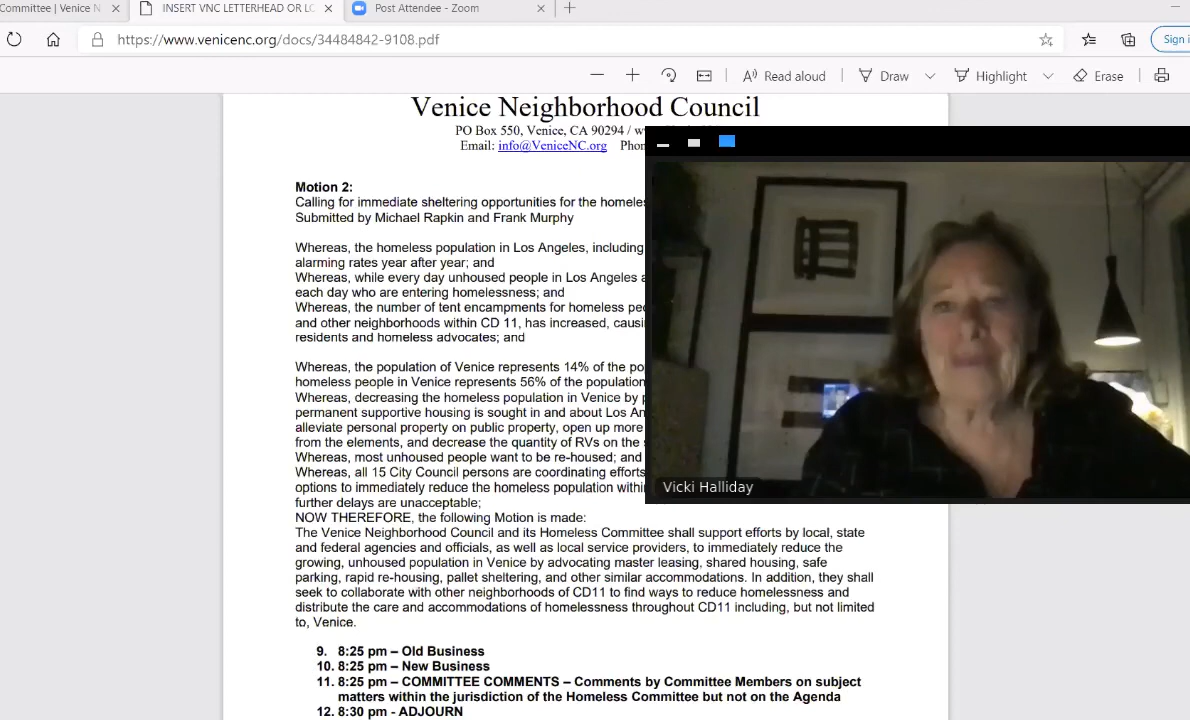 Committee | Venice N
INSERT VNC LETTERHEAD OR LO
Post Attendee - Zoom
https://www.venicenc.org/docs/34484842-9108.pdf
Sign i
Read aloud
Draw
Highlight
Erase
Venice Neighborhood Council
PO Box 550, Venice, CA 90294 /
Email: info@VeniceNC.org Phon
Motion 2:
Calling for immediate sheltering opportunities for the homeles
Submitted by Michael Rapkin and Frank Murphy
Whereas, the homeless population in Los Angeles, including
alarming rates year after year; and
Whereas, while every day unhoused people in Los Angeles a
each day who are entering homelessness; and
Whereas, the number of tent encampments for homeless peo
and other neighborhoods within CD 11, has increased, causi
residents and homeless advocates; and
Whereas, the population of Venice represents 14% of the po
homeless people in Venice represents 56% of the population
Whereas, decreasing the homeless population in Venice by p
permanent supportive housing is sought in and about Los An
alleviate personal property on public property, open up more
from the elements, and decrease the quantity of RVs on the s
Whereas, most unhoused people want to be re-housed; and
Whereas, all 15 City Council persons are coordinating efforts
options to immediately reduce the homeless population withi
further delays are unacceptable;
NOW THEREFORE, the following Motion is made:
The Venice Neighborhood Council and its Homeless Committee shall support efforts by local, state
and federal agencies and officials, as well as local service providers, to immediately reduce the
growing, unhoused population in Venice by advocating master leasing, shared housing, safe
parking, rapid re-housing, pallet sheltering, and other similar accommodations. In addition, they shall
seek to collaborate with other neighborhoods of CD11 to find ways to reduce homelessness and
distribute the care and accommodations of homelessness throughout CD11 including, but not limited
to, Venice.
9. 8:25 pm – Old Business
10. 8:25 pm – New Business
11. 8:25 pm – COMMITTEE COMMENTS – Comments by Committee Members on subject
matters within the jurisdiction of the Homeless Committee but not on the Agenda
12. 8:30 pm - ADJOURN
Vicki Halliday